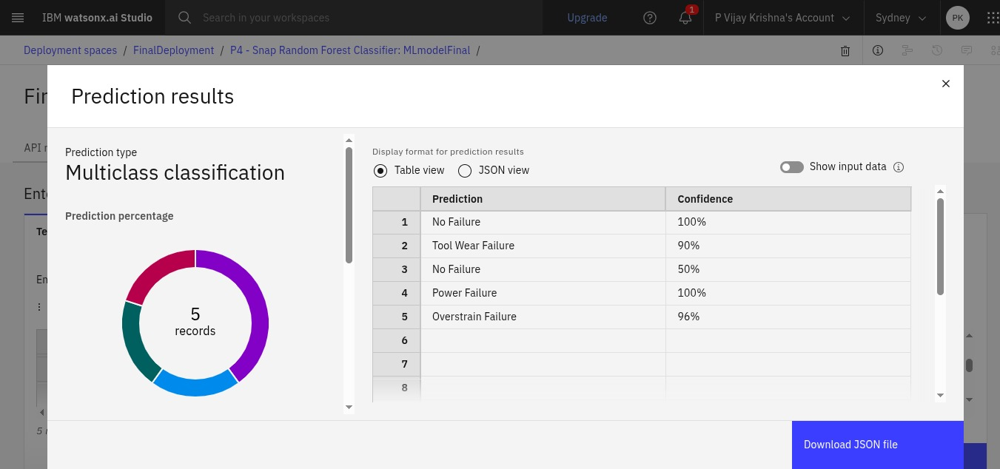 IBM watsonx.ai Studio
Search in your workspaces
Upgrade
1
P Vijay Krishna's Account
Sydney
PK
Deployment spaces / FinalDeployment / P4 - Snap Random Forest Classifier: MLmodelFinal /
Prediction results
Prediction type
Multiclass classification
Prediction percentage
5
records
Display format for prediction results
Table view
JSON view
Show input data
Prediction Confidence
1 No Failure 100%
2 Tool Wear Failure 90%
3 No Failure 50%
4 Power Failure 100%
5 Overstrain Failure 96%
6
7
8
Download JSON file
API
5